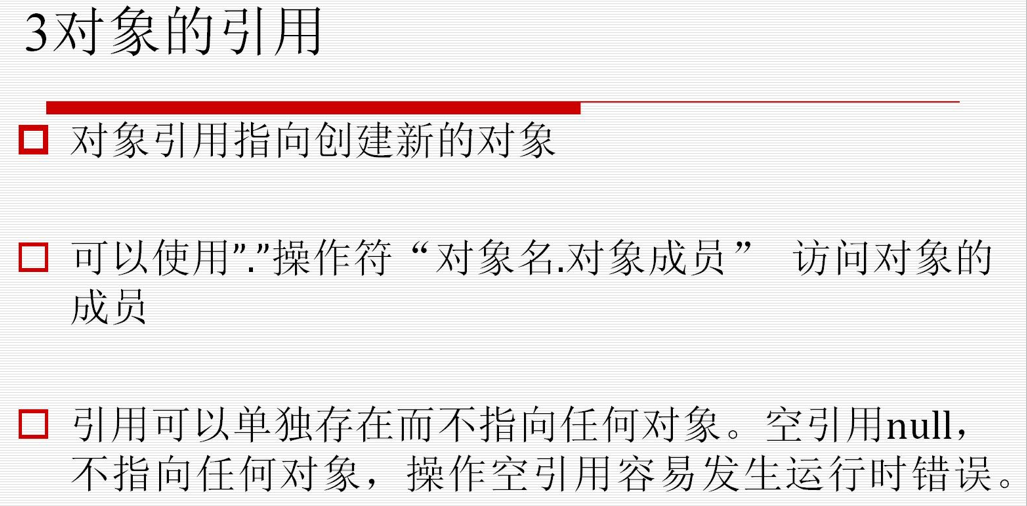 3对象的引用
对象引用指向创建新的对象
可以使用”.”操作符“对象名.对象成员” 访问对象的
成员
引用可以单独存在而不指向任何对象。空引用null，
不指向任何对象，操作空引用容易发生运行时错误。